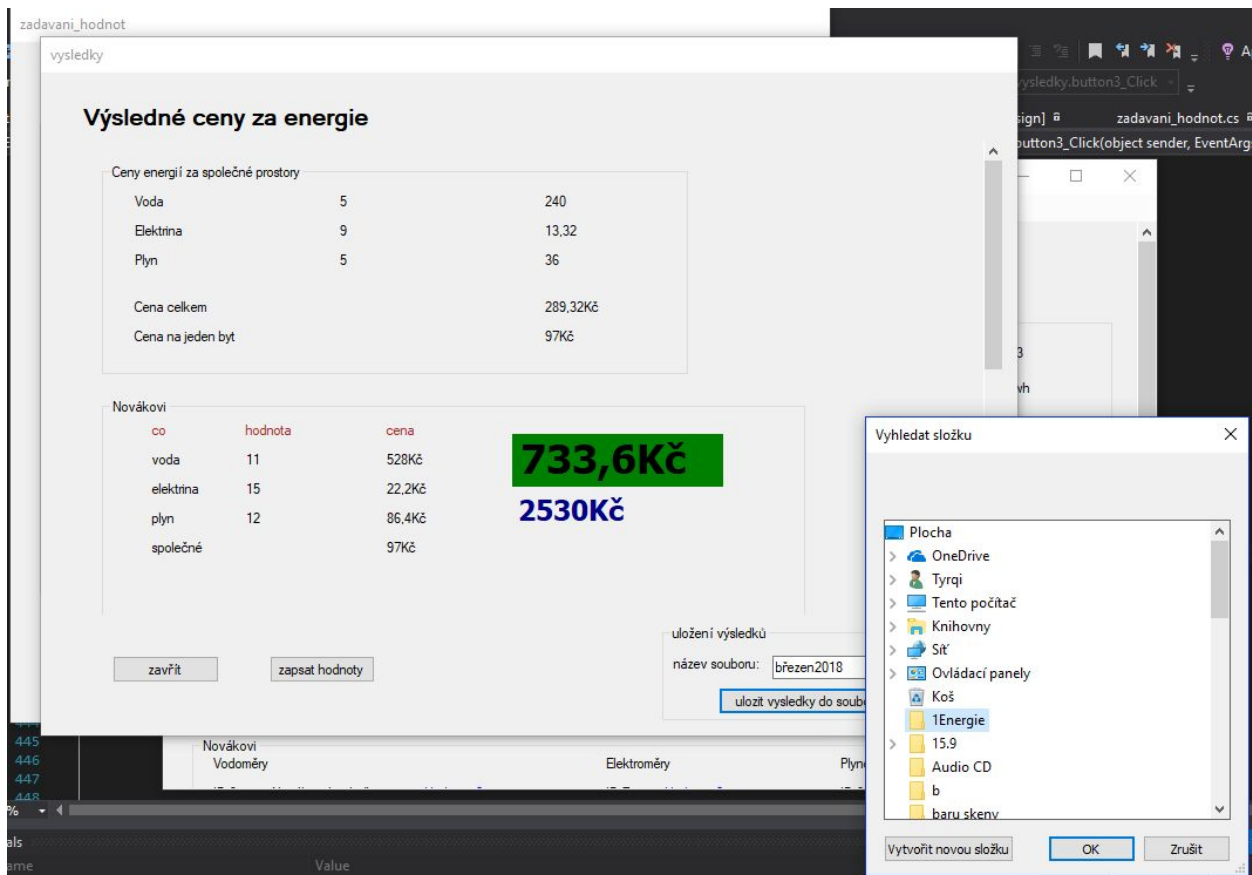 zadavani_hodnot
vysledky
vysledky.button3_Click
zadavani_hodnot.cs
button3_Click(object sender, EventArgs
Výsledné ceny za energie
Ceny energií za společné prostory
Voda 5 240
Elektrina 9 13,32
Plyn 5 36
Cena celkem 289,32Kč
Cena na jeden byt 97Kč
Novákovi
co hodnota cena
voda 11 528Kč
elektrina 15 22,2Kč
plyn 12 86,4Kč
společné 97Kč
733,6Kč
2530Kč
uložení výsledků
název souboru: březen2018
zavřít
zapsat hodnoty
ulozit vysledky do soubo
Vyhledat složku
Plocha
OneDrive
Tyrqi
Tento počítač
Knihovny
Síť
Ovládací panely
Koš
1Energie
15.9
Audio CD
b
baru skeny
Vytvořit novou složku
OK
Zrušit
445
446
447
448
Novákovi
Vodoměry Elektroměry Plyno
Value